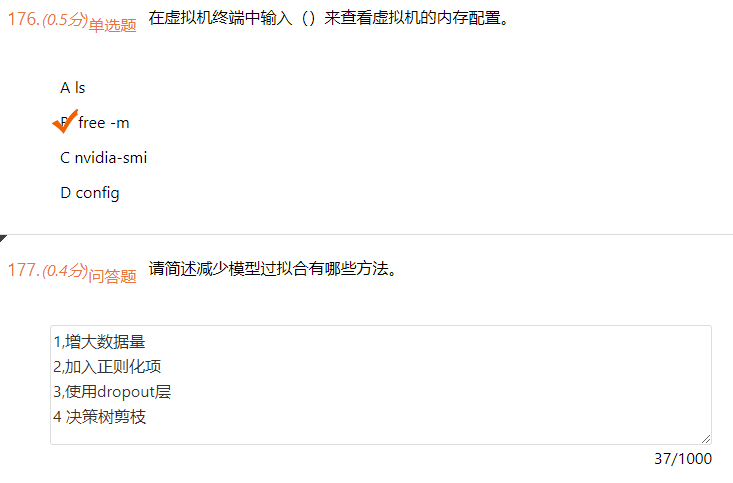 176.(0.5分)单选题 在虚拟机终端中输入（）来查看虚拟机的内存配置。
A ls
B free -m
C nvidia-smi
D config
177.(0.4分)问答题 请简述减少模型过拟合有哪些方法。
1,增大数据量
2,加入正则化项
3,使用dropout层
4 决策树剪枝
37/1000